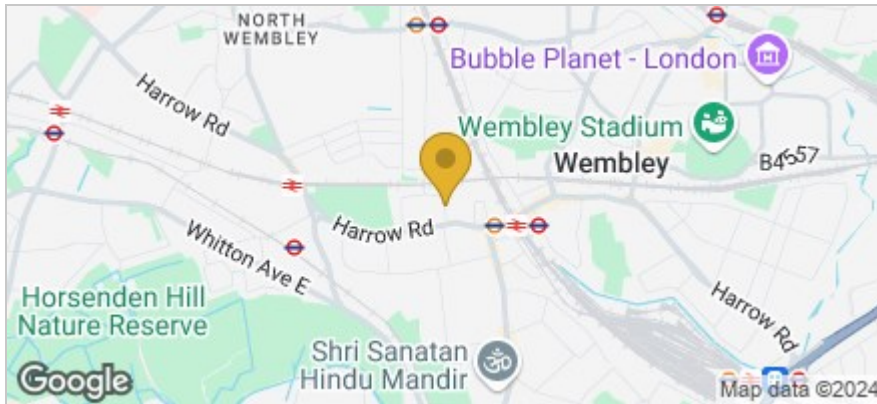 NORTH
WEMBLEY
Bubble Planet - London
Harrow Rd
Wembley Stadium
Wembley
B4557
Harrow Rd
Whitton Ave E
Horsenden Hill
Nature Reserve
Harrow Rd
Shri Sanatan
Hindu Mandir
Google
Map data ©2024